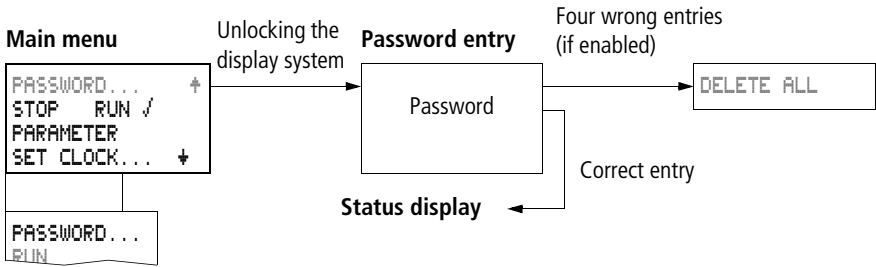 Main menu
PASSWORD...
STOP RUN √
PARAMETER
SET CLOCK...
PASSWORD...
RUN
Unlocking the
display system
Password entry
Password
Four wrong entries
(if enabled)
DELETE ALL
Correct entry
Status display